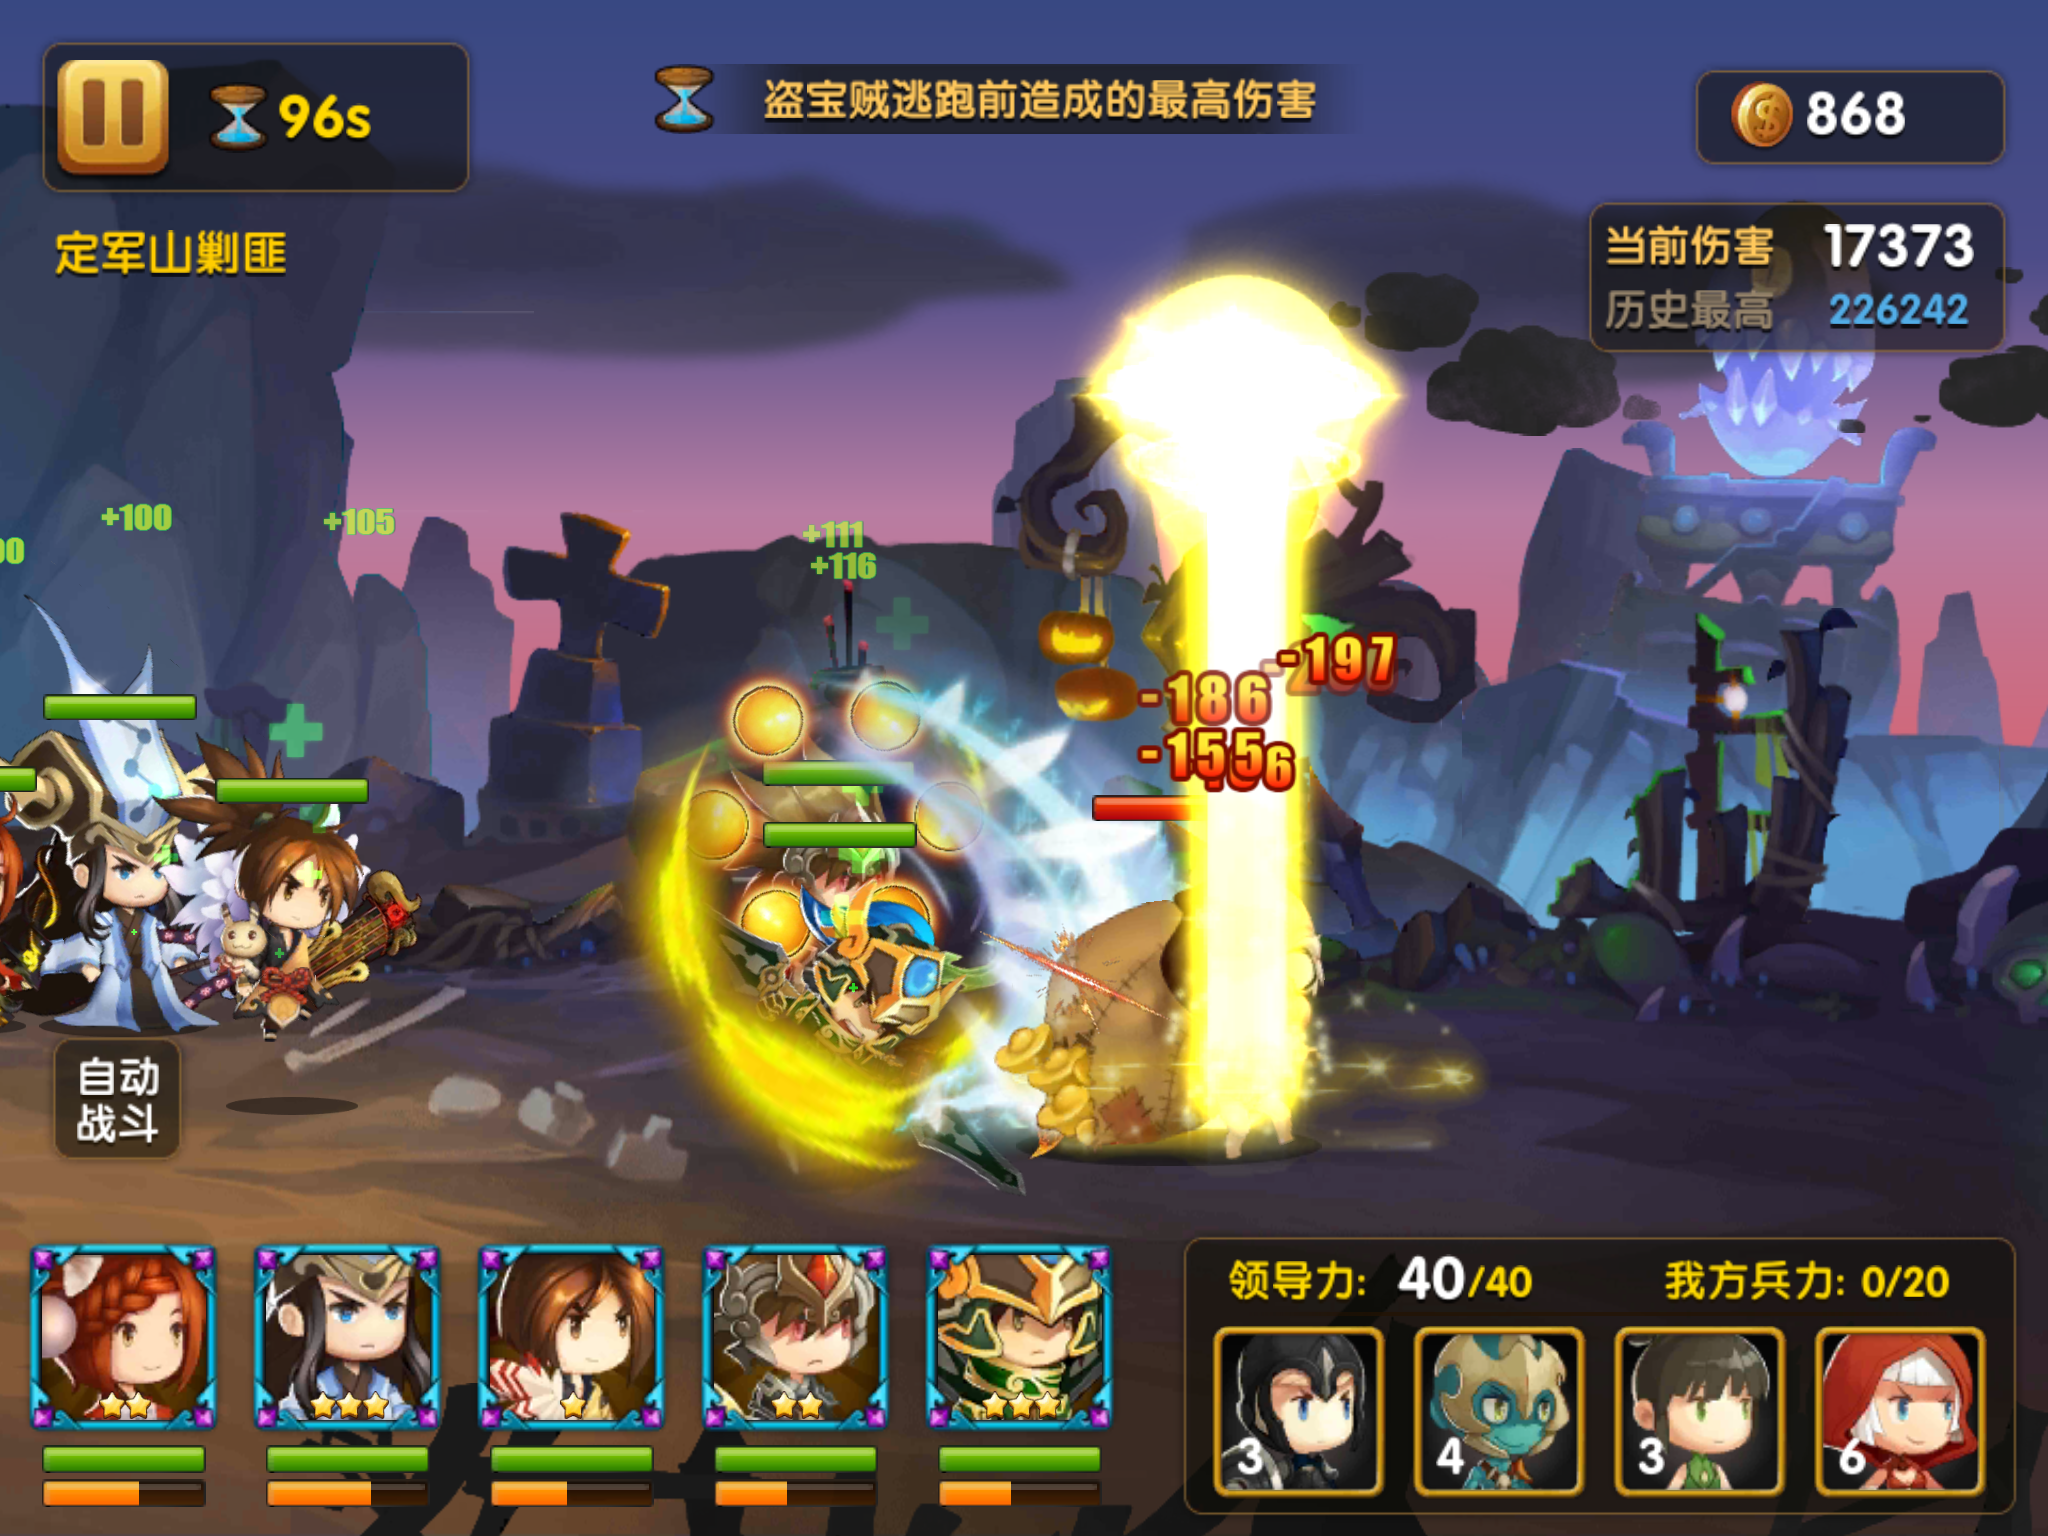 96s
盗宝贼逃跑前造成的最高伤害
868
定军山剿匪
当前伤害 17373
历史最高 226242
+100
+105
+111
+116
-197
-186
-155
自动
战斗
领导力: 40/40 我方兵力: 0/20
3 4 3 6